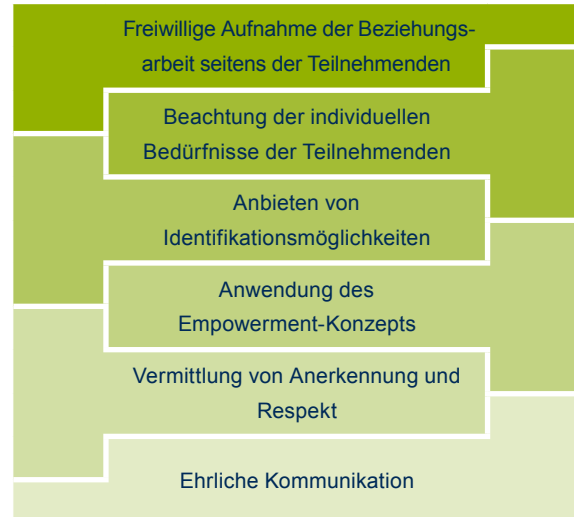 Freiwillige Aufnahme der Beziehungs-
arbeit seitens der Teilnehmenden
Beachtung der individuellen
Bedürfnisse der Teilnehmenden
Anbieten von
Identifikationsmöglichkeiten
Anwendung des
Empowerment-Konzepts
Vermittlung von Anerkennung und
Respekt
Ehrliche Kommunikation